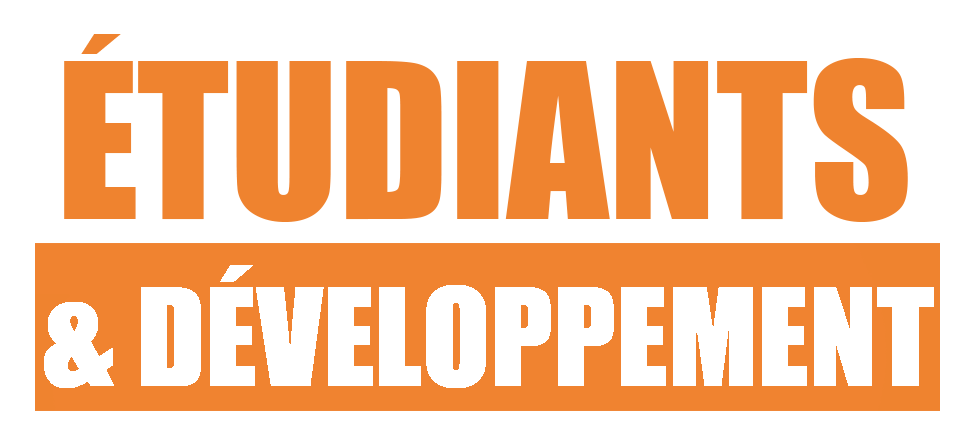 ÉTUDIANTS
& DÉVELOPPEMENT